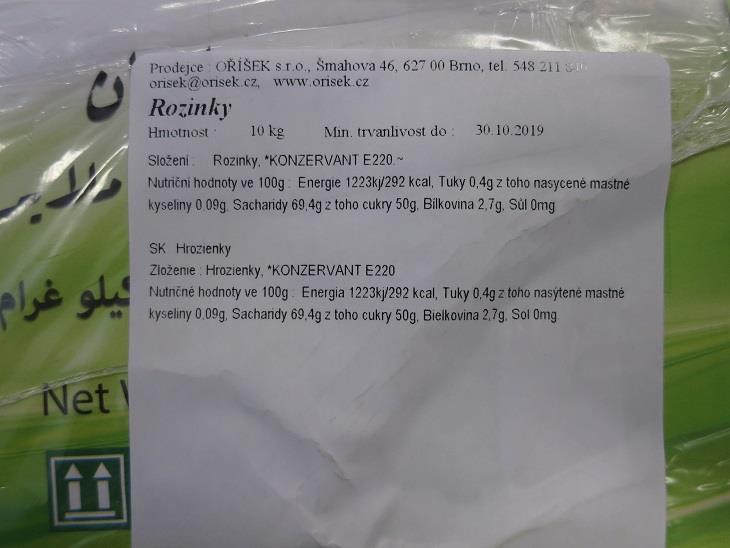 Prodejce : OŘÍŠEK s.r.o., Šmahova 46, 627 00 Brno, tel. 548 211
orisek@orisek.cz, www.orisek.cz
Rozinky
Hmotnost : 10 kg Min. trvanlivost do : 30.10.2019
Složení : Rozinky, *KONZERVANT E220.~
Nutriční hodnoty ve 100g : Energie 1223kj/292 kcal, Tuky 0,4g z toho nasycené mastné
kyseliny 0,09g, Sacharidy 69,4g z toho cukry 50g, Bílkovina 2,7g, Sůl 0mg
SK Hrozienky
Zloženie : Hrozienky, *KONZERVANT E220
Nutričné hodnoty ve 100g : Energia 1223kj/292 kcal, Tuky 0,4g z toho nasýtené mastné
kyseliny 0,09g, Sacharidy 69,4g z toho cukry 50g, Bielkovina 2,7g, Sol 0mg
كيلو غرام
Net